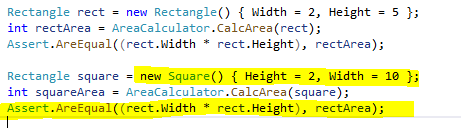 Rectangle rect = new Rectangle() { Width = 2, Height = 5 };
int rectArea = AreaCalculator.CalcArea(rect);
Assert.AreEqual((rect.Width * rect.Height), rectArea);
Rectangle square = new Square() { Height = 2, Width = 10 };
int squareArea = AreaCalculator.CalcArea(square);
Assert.AreEqual((rect.Width * rect.Height), rectArea);